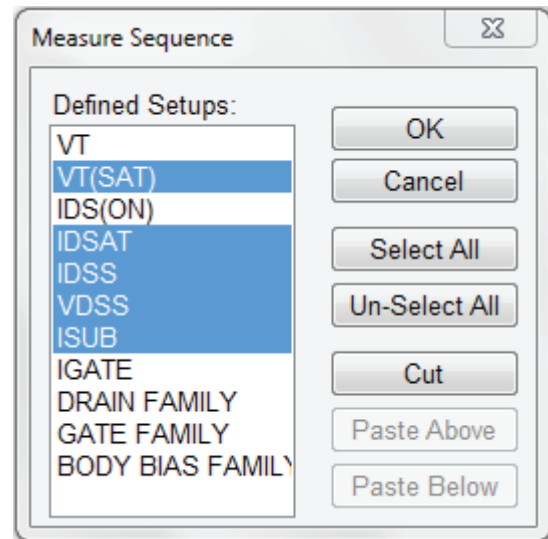 Measure Sequence
Defined Setups:
VT
VT(SAT)
IDS(ON)
IDSAT
IDSS
VDSS
ISUB
IGATE
DRAIN FAMILY
GATE FAMILY
BODY BIAS FAMILY
OK
Cancel
Select All
Un-Select All
Cut
Paste Above
Paste Below